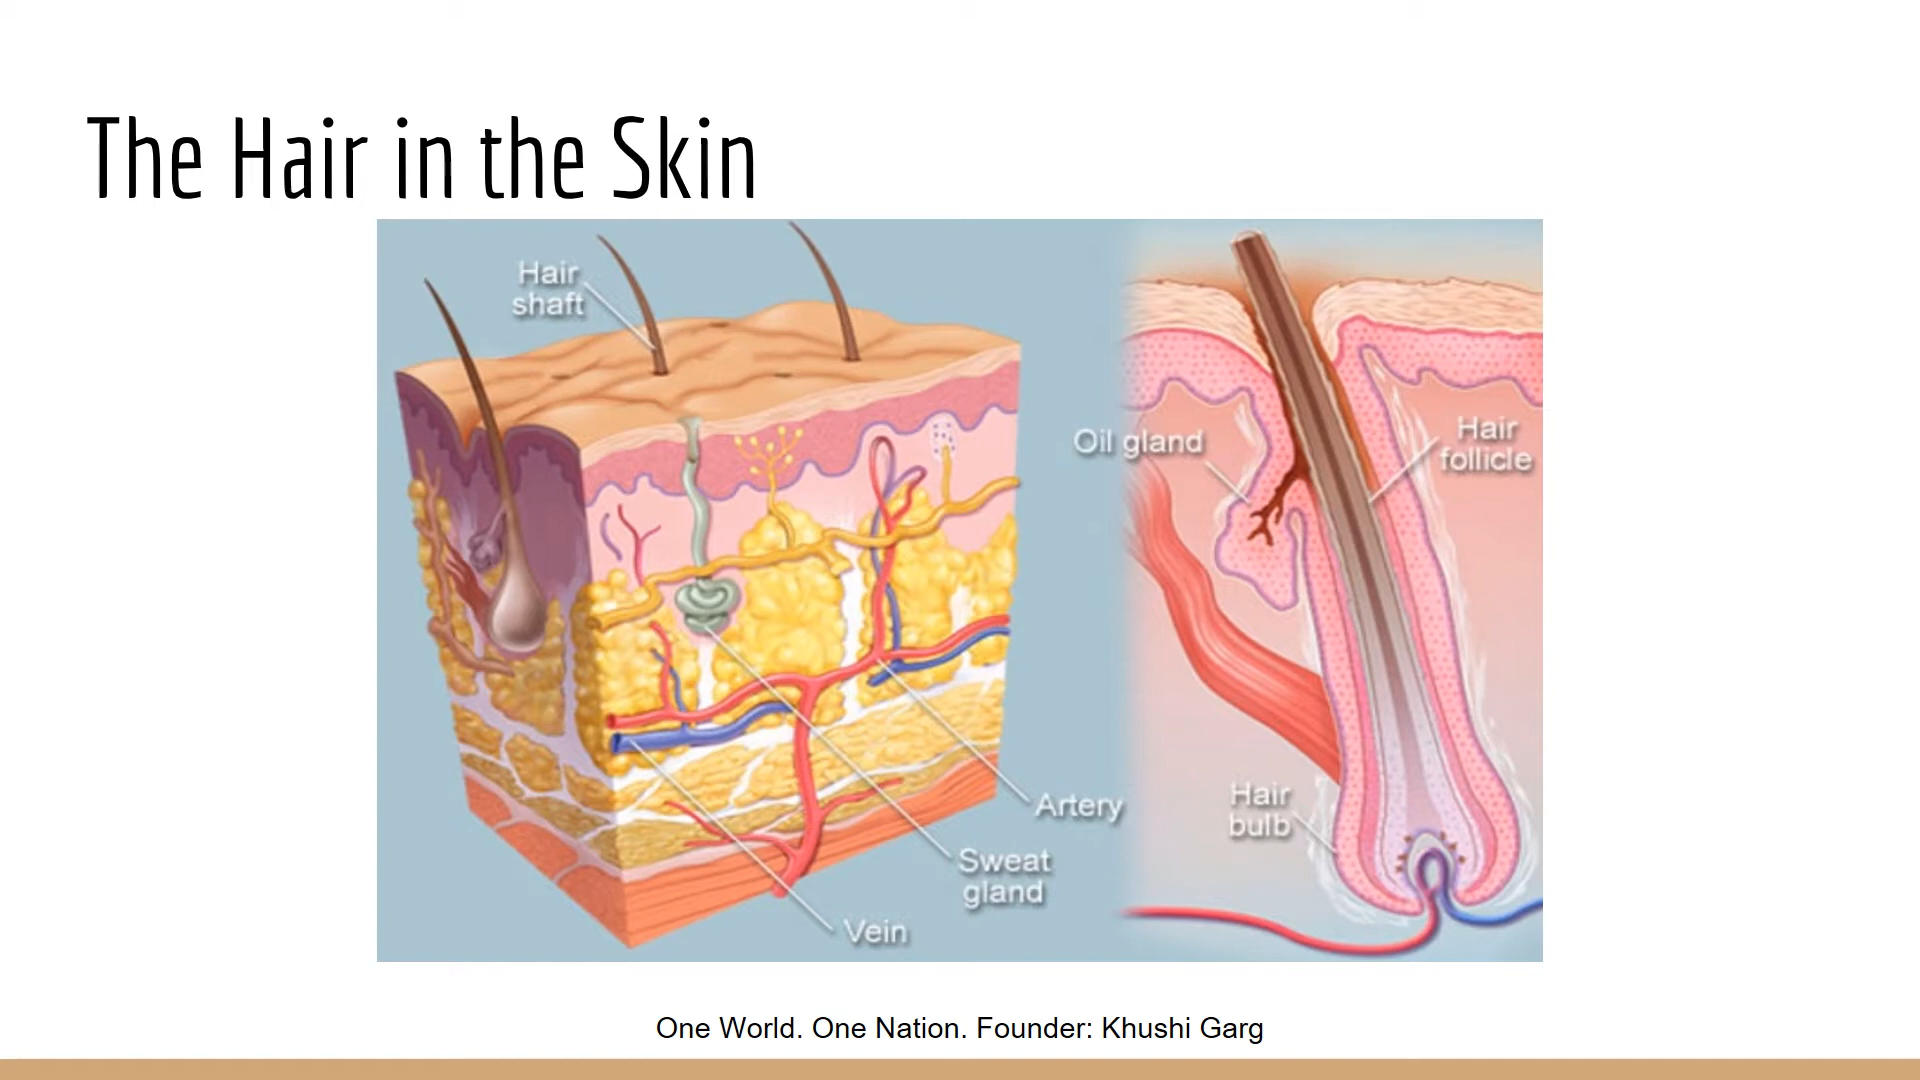 The Hair in the Skin
Hair
shaft
Oil gland
Hair
follicle
Hair
bulb
Artery
Sweat
gland
Vein
One World. One Nation. Founder: Khushi Garg